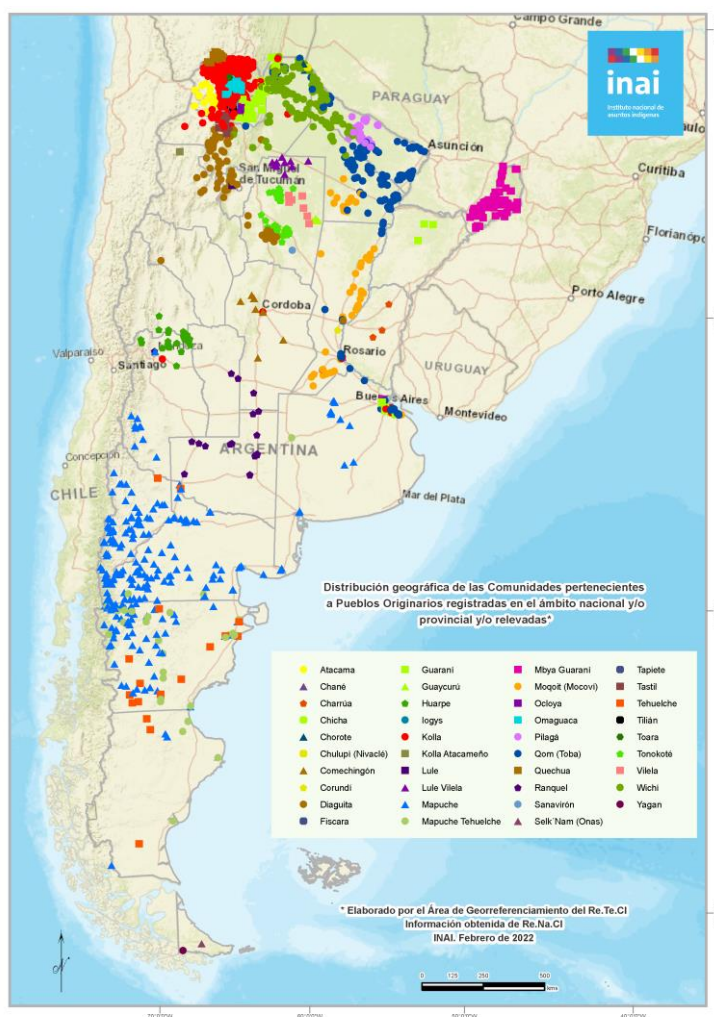 Campo Grande
inai
instituto nacional de
asuntos indígenas
PARAGUAY
Asunción
Curitiba
San Miguel
de Tucumán
Florianópo
Porto Alegre
Cordoba
Valparaíso
Santiago
Rosario
URUGUAY
Buenos Aires
Montevideo
ARGENTINA
Concepción
CHILE
Mar del Plata
Distribución geográfica de las Comunidades pertenecientes
a Pueblos Originarios registradas en el ámbito nacional y/o
provincial y/o relevadas*
Atacama
Chané
Charrúa
Chicha
Chorote
Chulupi (Nivaclé)
Comechingón
Corundi
Diaguita
Fiscara
Guaraní
Guaycurú
Huarpe
Iogys
Kolla
Kolla Atacameño
Lule
Lule Vilela
Mapuche
Mapuche Tehuelche
Mbya Guaraní
Moqoit (Mocoví)
Ocloya
Omaguaca
Pilagá
Qom (Toba)
Quechua
Ranquel
Sanavirón
Selk´Nam (Onas)
Tapiete
Tastil
Tehuelche
Tilián
Toara
Tonokoté
Vilela
Wichi
Yagan
* Elaborado por el Área de Georreferenciamiento del Re.Te.CI
Información obtenida de Re.Na.CI
INAI. Febrero de 2022
N
0 125 250 500
kms